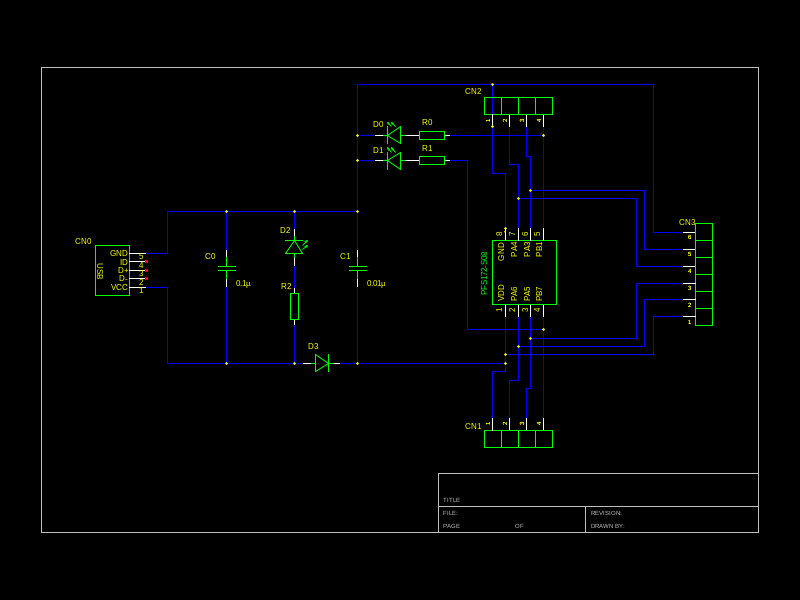 CN2
1 2 3 4
D0 R0
D1 R1
CN3
6
5
4
3
2
1
CN0
USB
GND 5
ID 4
D+ 3
D- 2
VCC 1
C0
0.1µ
D2
R2
C1
0.01µ
D3
8 7 6 5
GND PA4 PA3 PB1
PFS172-S08
VDD PA6 PA5 PB7
1 2 3 4
CN1
1 2 3 4
TITLE
FILE: REVISION:
PAGE OF DRAWN BY: